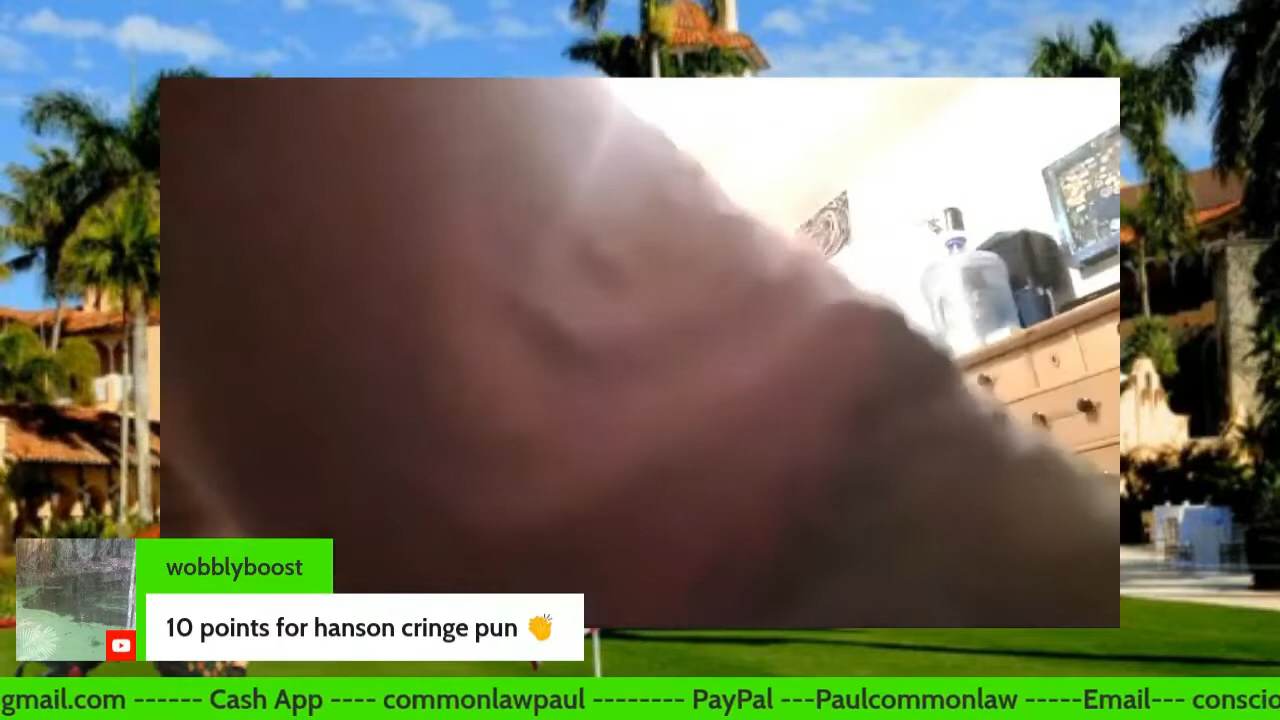 wobblyboost
10 points for hanson cringe pun 👏
gmail.com ------ Cash App ---- commonlawpaul -------- PayPal ---Paulcommonlaw -----Email--- conscio